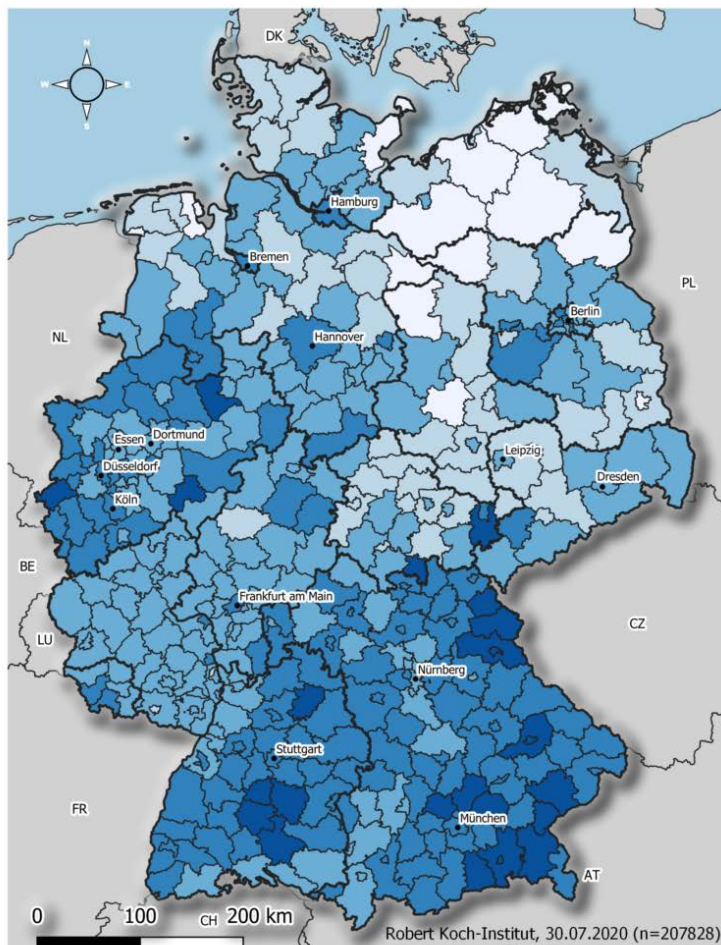 DK
N
W E
S
Hamburg
Bremen
PL
Berlin
NL
Hannover
Essen
Dortmund
Düsseldorf
Leipzig
Dresden
Köln
BE
Frankfurt am Main
CZ
LU
Nürnberg
Stuttgart
FR
München
AT
0 100 200 km
CH
Robert Koch-Institut, 30.07.2020 (n=207828)